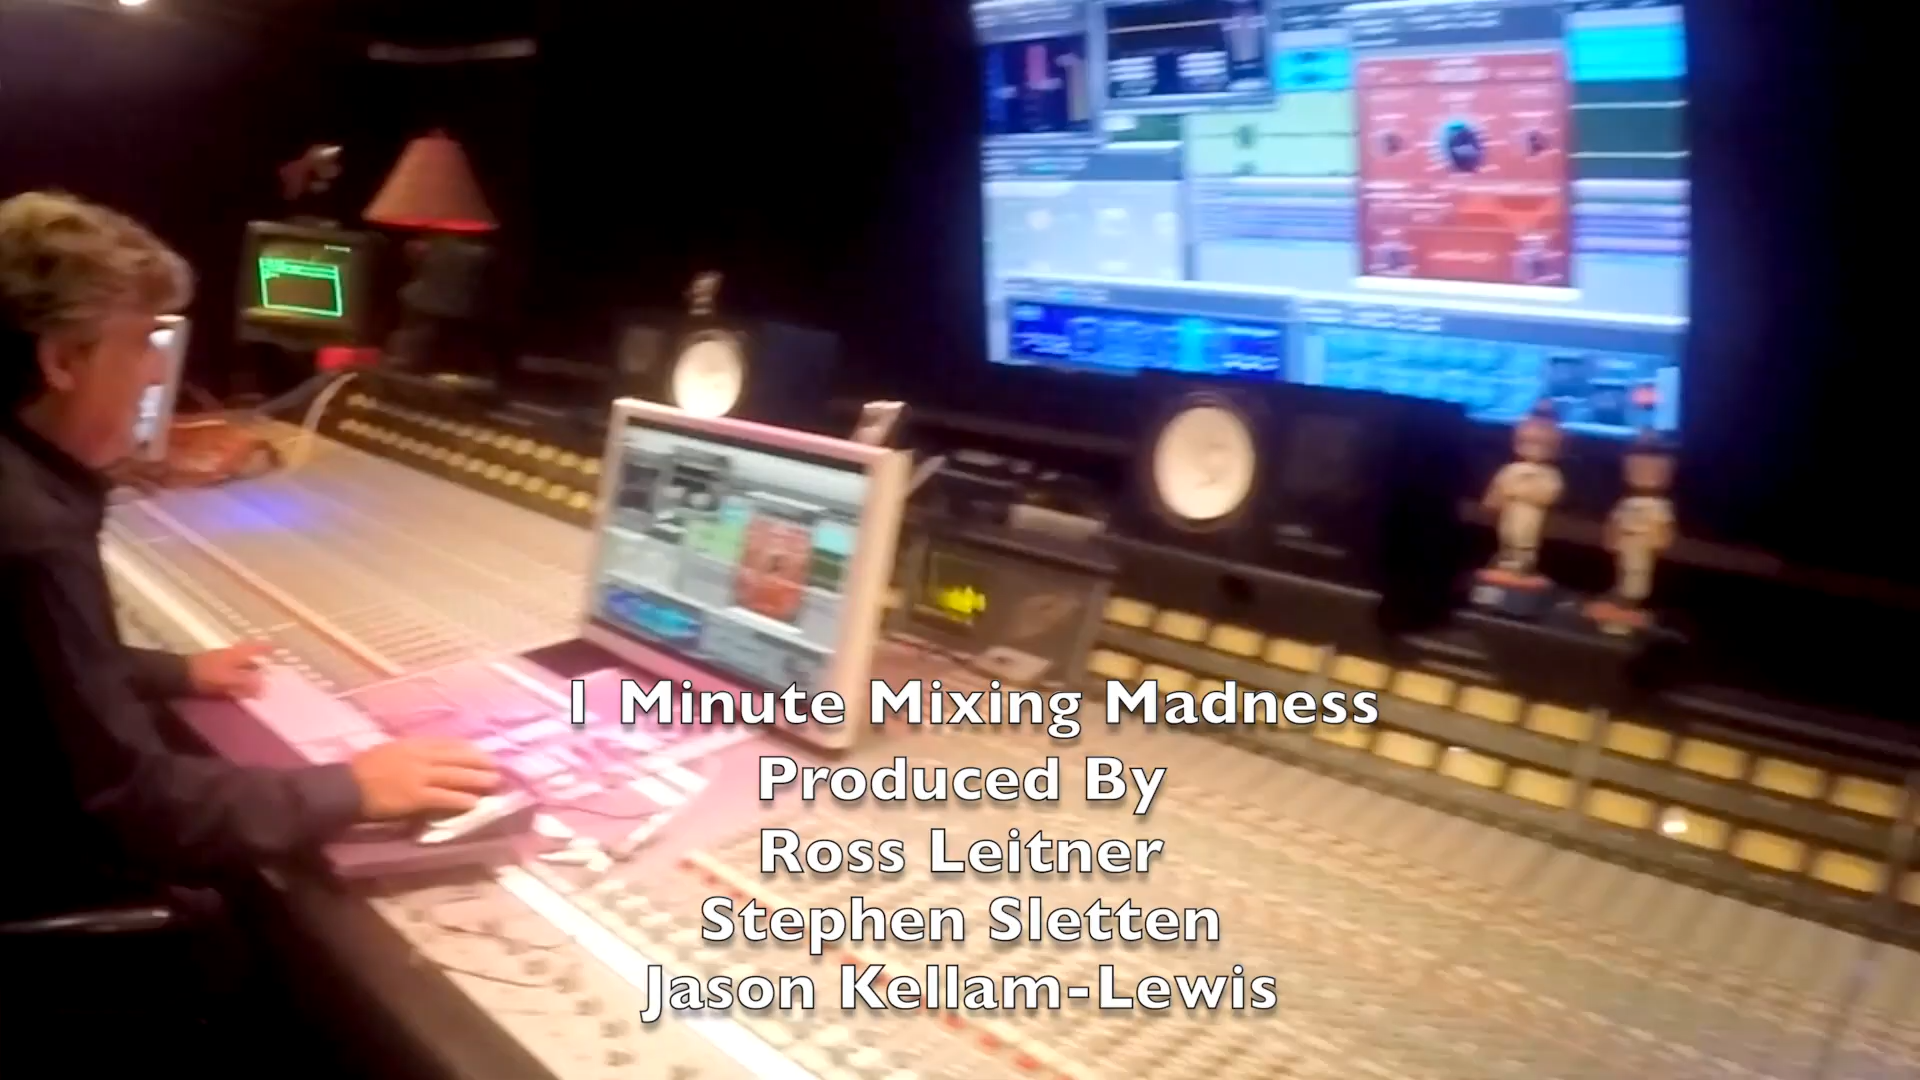 1 Minute Mixing Madness
Produced By
Ross Leitner
Stephen Sletten
Jason Kellam-Lewis